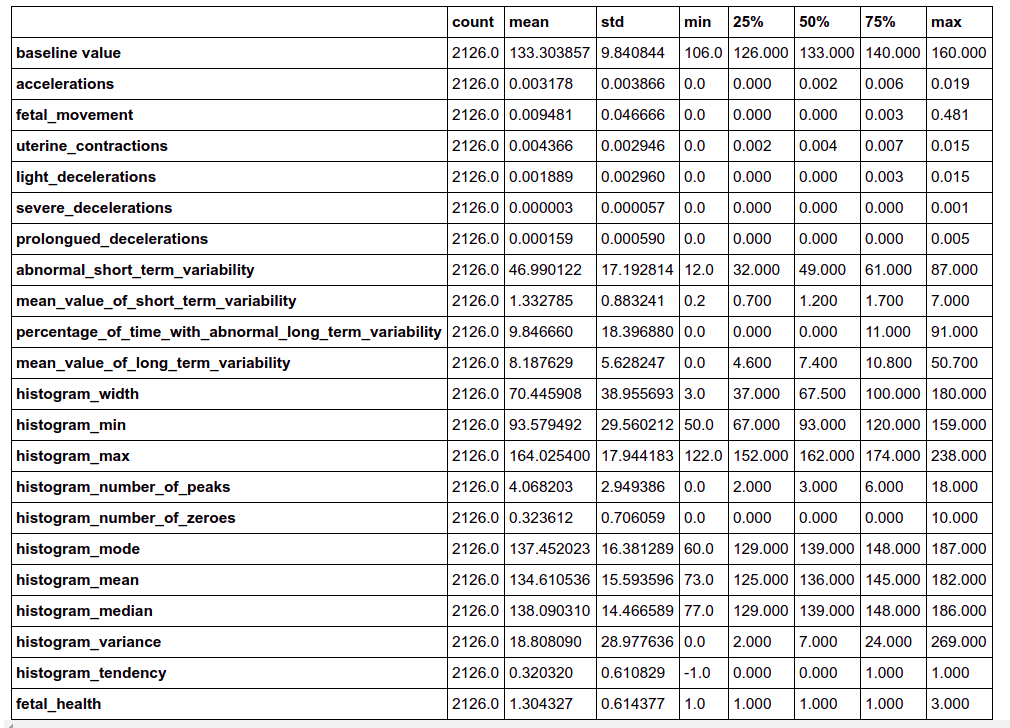 count mean std min 25% 50% 75% max
baseline value 2126.0 133.303857 9.840844 106.0 126.000 133.000 140.000 160.000
accelerations 2126.0 0.003178 0.003866 0.0 0.000 0.002 0.006 0.019
fetal_movement 2126.0 0.009481 0.046666 0.0 0.000 0.000 0.003 0.481
uterine_contractions 2126.0 0.004366 0.002946 0.0 0.002 0.004 0.007 0.015
light_decelerations 2126.0 0.001889 0.002960 0.0 0.000 0.000 0.003 0.015
severe_decelerations 2126.0 0.000003 0.000057 0.0 0.000 0.000 0.000 0.001
prolongued_decelerations 2126.0 0.000159 0.000590 0.0 0.000 0.000 0.000 0.005
abnormal_short_term_variability 2126.0 46.990122 17.192814 12.0 32.000 49.000 61.000 87.000
mean_value_of_short_term_variability 2126.0 1.332785 0.883241 0.2 0.700 1.200 1.700 7.000
percentage_of_time_with_abnormal_long_term_variability 2126.0 9.846660 18.396880 0.0 0.000 0.000 11.000 91.000
mean_value_of_long_term_variability 2126.0 8.187629 5.628247 0.0 4.600 7.400 10.800 50.700
histogram_width 2126.0 70.445908 38.955693 3.0 37.000 67.500 100.000 180.000
histogram_min 2126.0 93.579492 29.560212 50.0 67.000 93.000 120.000 159.000
histogram_max 2126.0 164.025400 17.944183 122.0 152.000 162.000 174.000 238.000
histogram_number_of_peaks 2126.0 4.068203 2.949386 0.0 2.000 3.000 6.000 18.000
histogram_number_of_zeroes 2126.0 0.323612 0.706059 0.0 0.000 0.000 0.000 10.000
histogram_mode 2126.0 137.452023 16.381289 60.0 129.000 139.000 148.000 187.000
histogram_mean 2126.0 134.610536 15.593596 73.0 125.000 136.000 145.000 182.000
histogram_median 2126.0 138.090310 14.466589 77.0 129.000 139.000 148.000 186.000
histogram_variance 2126.0 18.808090 28.977636 0.0 2.000 7.000 24.000 269.000
histogram_tendency 2126.0 0.320320 0.610829 -1.0 0.000 0.000 1.000 1.000
fetal_health 2126.0 1.304327 0.614377 1.0 1.000 1.000 1.000 3.000